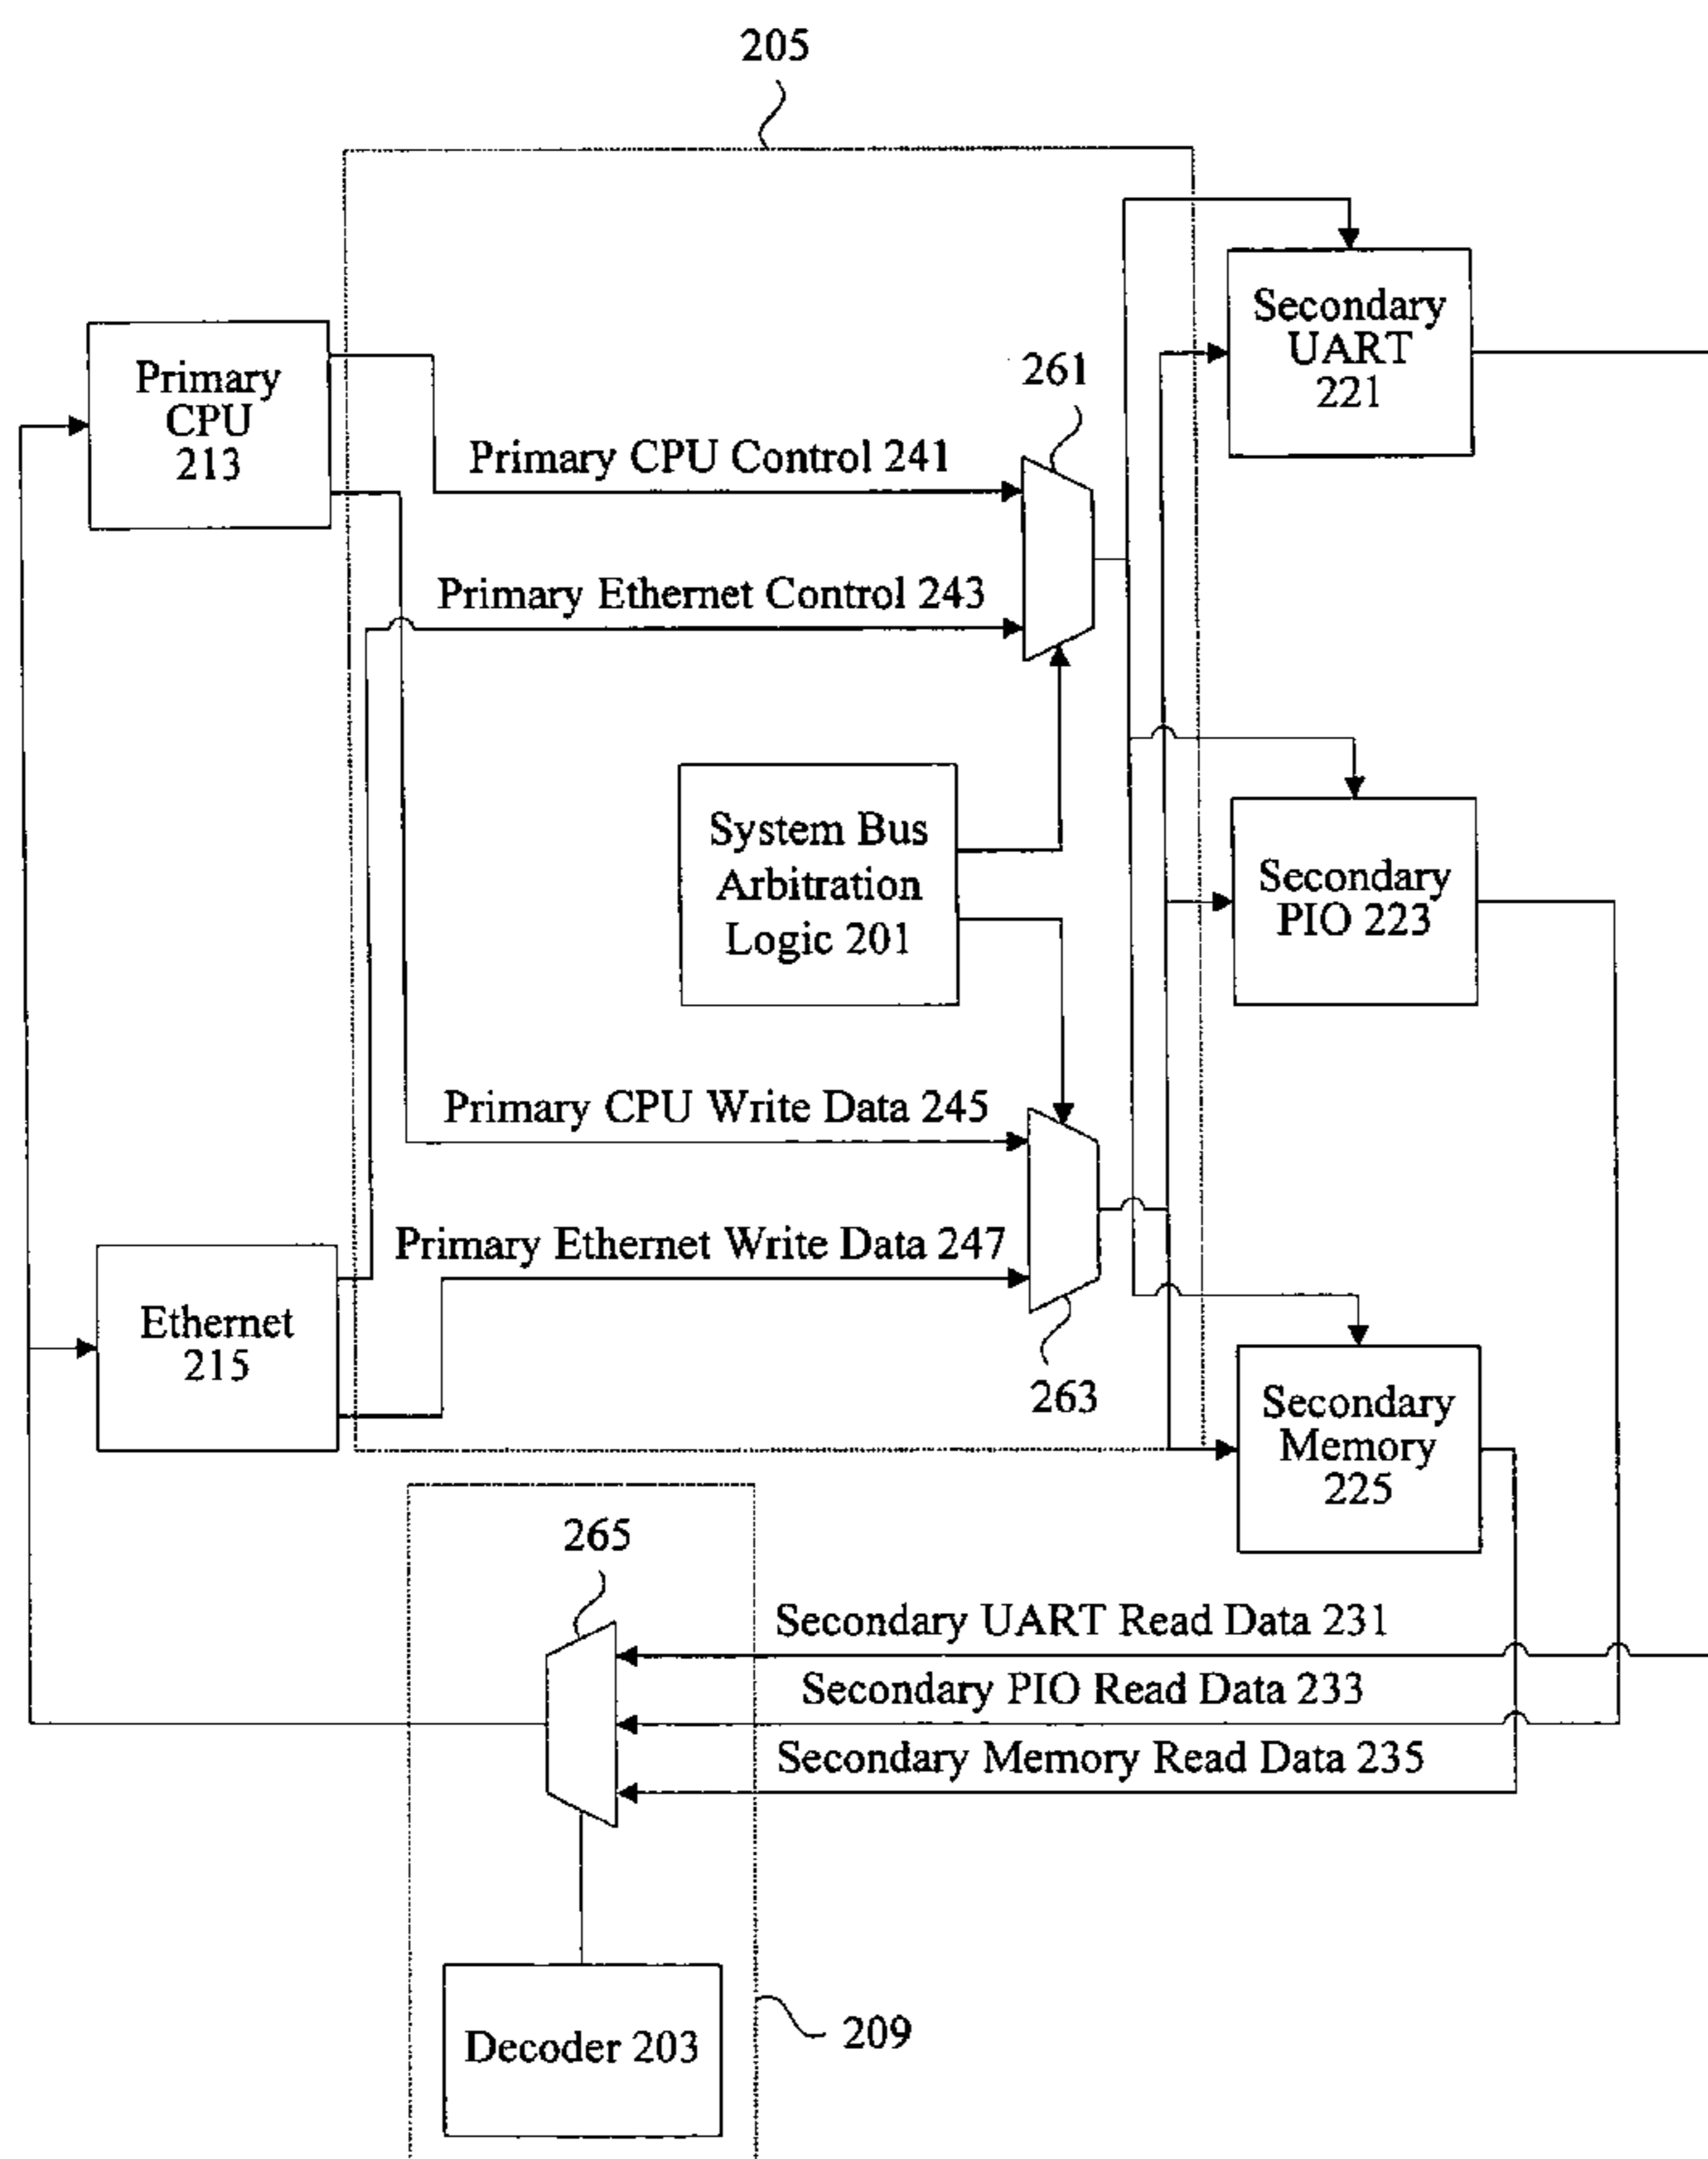 205
Primary
CPU
213
261
Secondary
UART
221
Primary CPU Control 241
Primary Ethernet Control 243
System Bus
Arbitration
Logic 201
Secondary
PIO 223
Primary CPU Write Data 245
Primary Ethernet Write Data 247
Ethernet
215
263
Secondary
Memory
225
265
Secondary UART Read Data 231
Secondary PIO Read Data 233
Secondary Memory Read Data 235
Decoder 203
209